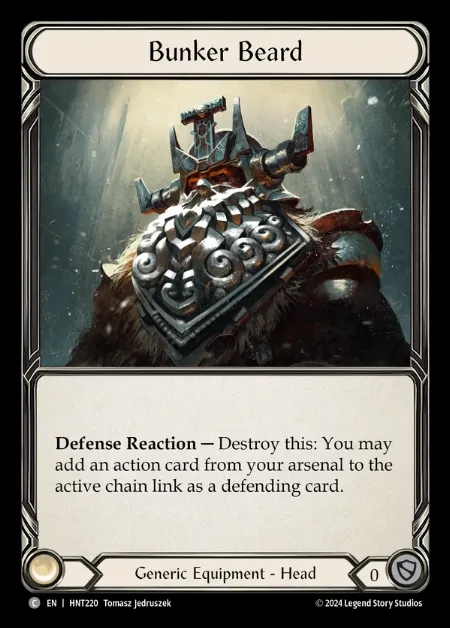 Bunker Beard
Defense Reaction — Destroy this: You may
add an action card from your arsenal to the
active chain link as a defending card.
Generic Equipment - Head
0
C EN | HNT220 Tomasz Jedruszek
© 2024 Legend Story Studios